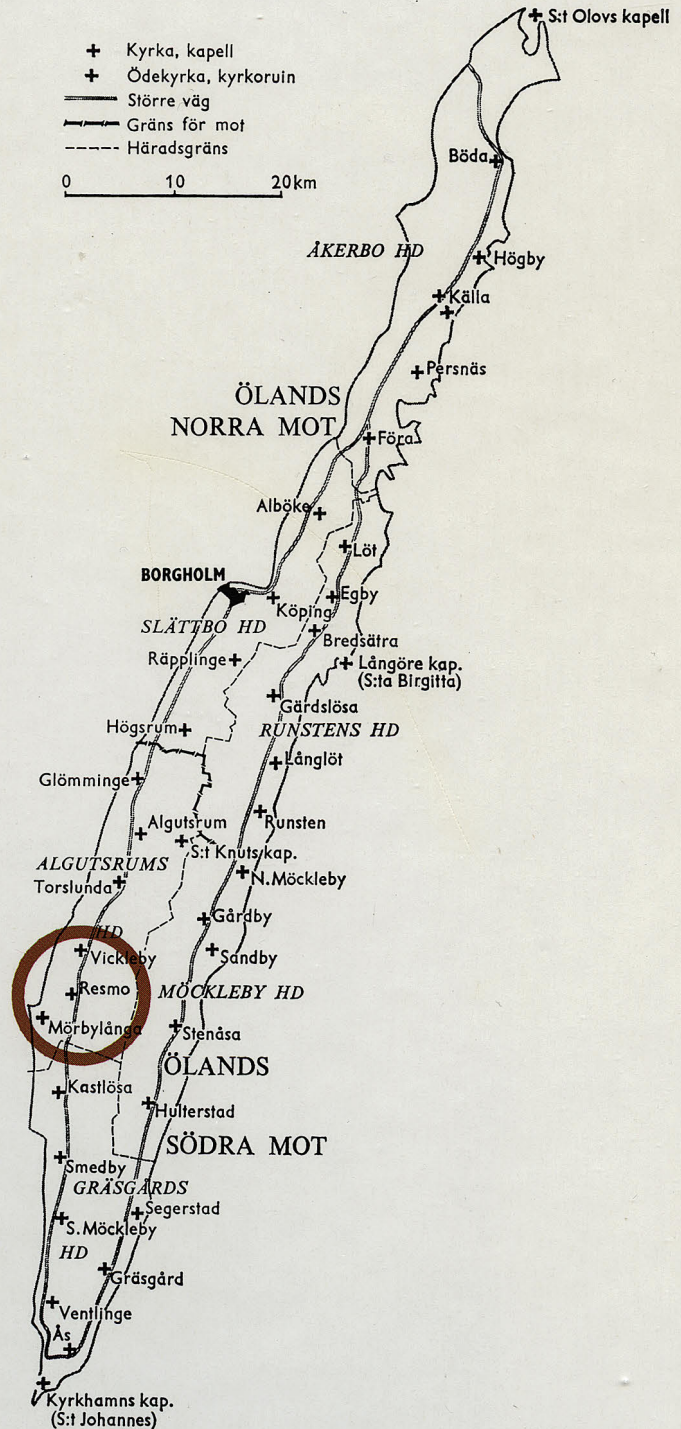 S:t Olovs kapell
Kyrka, kapell
Ödekyrka, kyrkoruin
Större väg
Gräns för mot
Häradsgräns
0 10 20 km
Böda
ÅKERBO HD
Högby
Källa
Persnäs
ÖLANDS
NORRA MOT
Föra
Alböke
Löt
BORGHOLM
Köping
Egby
SLÄTTBO HD
Bredsätra
Räpplinge
Långöre kap.
(S:ta Birgitta)
Gärdslösa
Högsrum
RUNSTENS HD
Långlöt
Glömminge
Runsten
Algutsrum
S:t Knuts kap.
ALGUTSRUMS
N. Möckleby
Torslunda
Gårdby
HD
Vickleby
Sandby
Resmo
MÖCKLEBY HD
Mörbylånga
Stenåsa
ÖLANDS
Kastlösa
Hulterstad
SÖDRA MOT
Smedby
GRÄSGÅRDS
Segerstad
S. Möckleby
HD
Gräsgård
Ventlinge
Ås
Kyrkhamns kap.
(S:t Johannes)